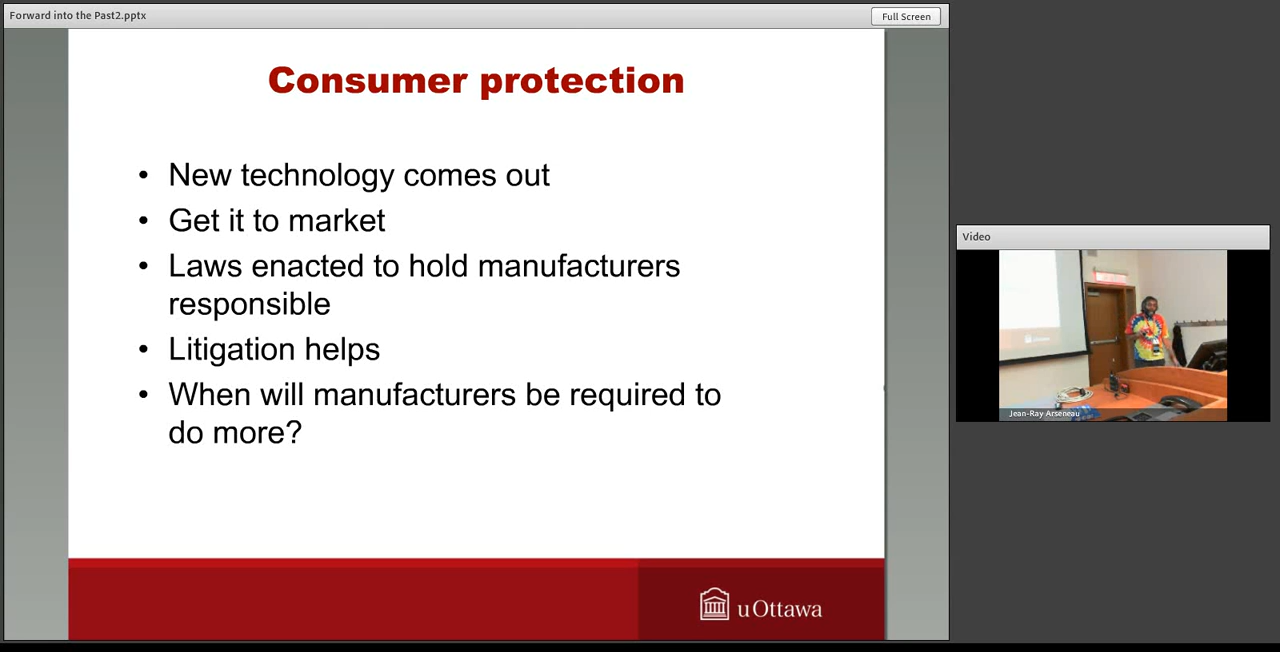 Forward into the Past2.pptx
Full Screen
Consumer protection
• New technology comes out
• Get it to market
• Laws enacted to hold manufacturers
responsible
• Litigation helps
• When will manufacturers be required to
do more?
uOttawa
Video
Jean-Ray Arseneau